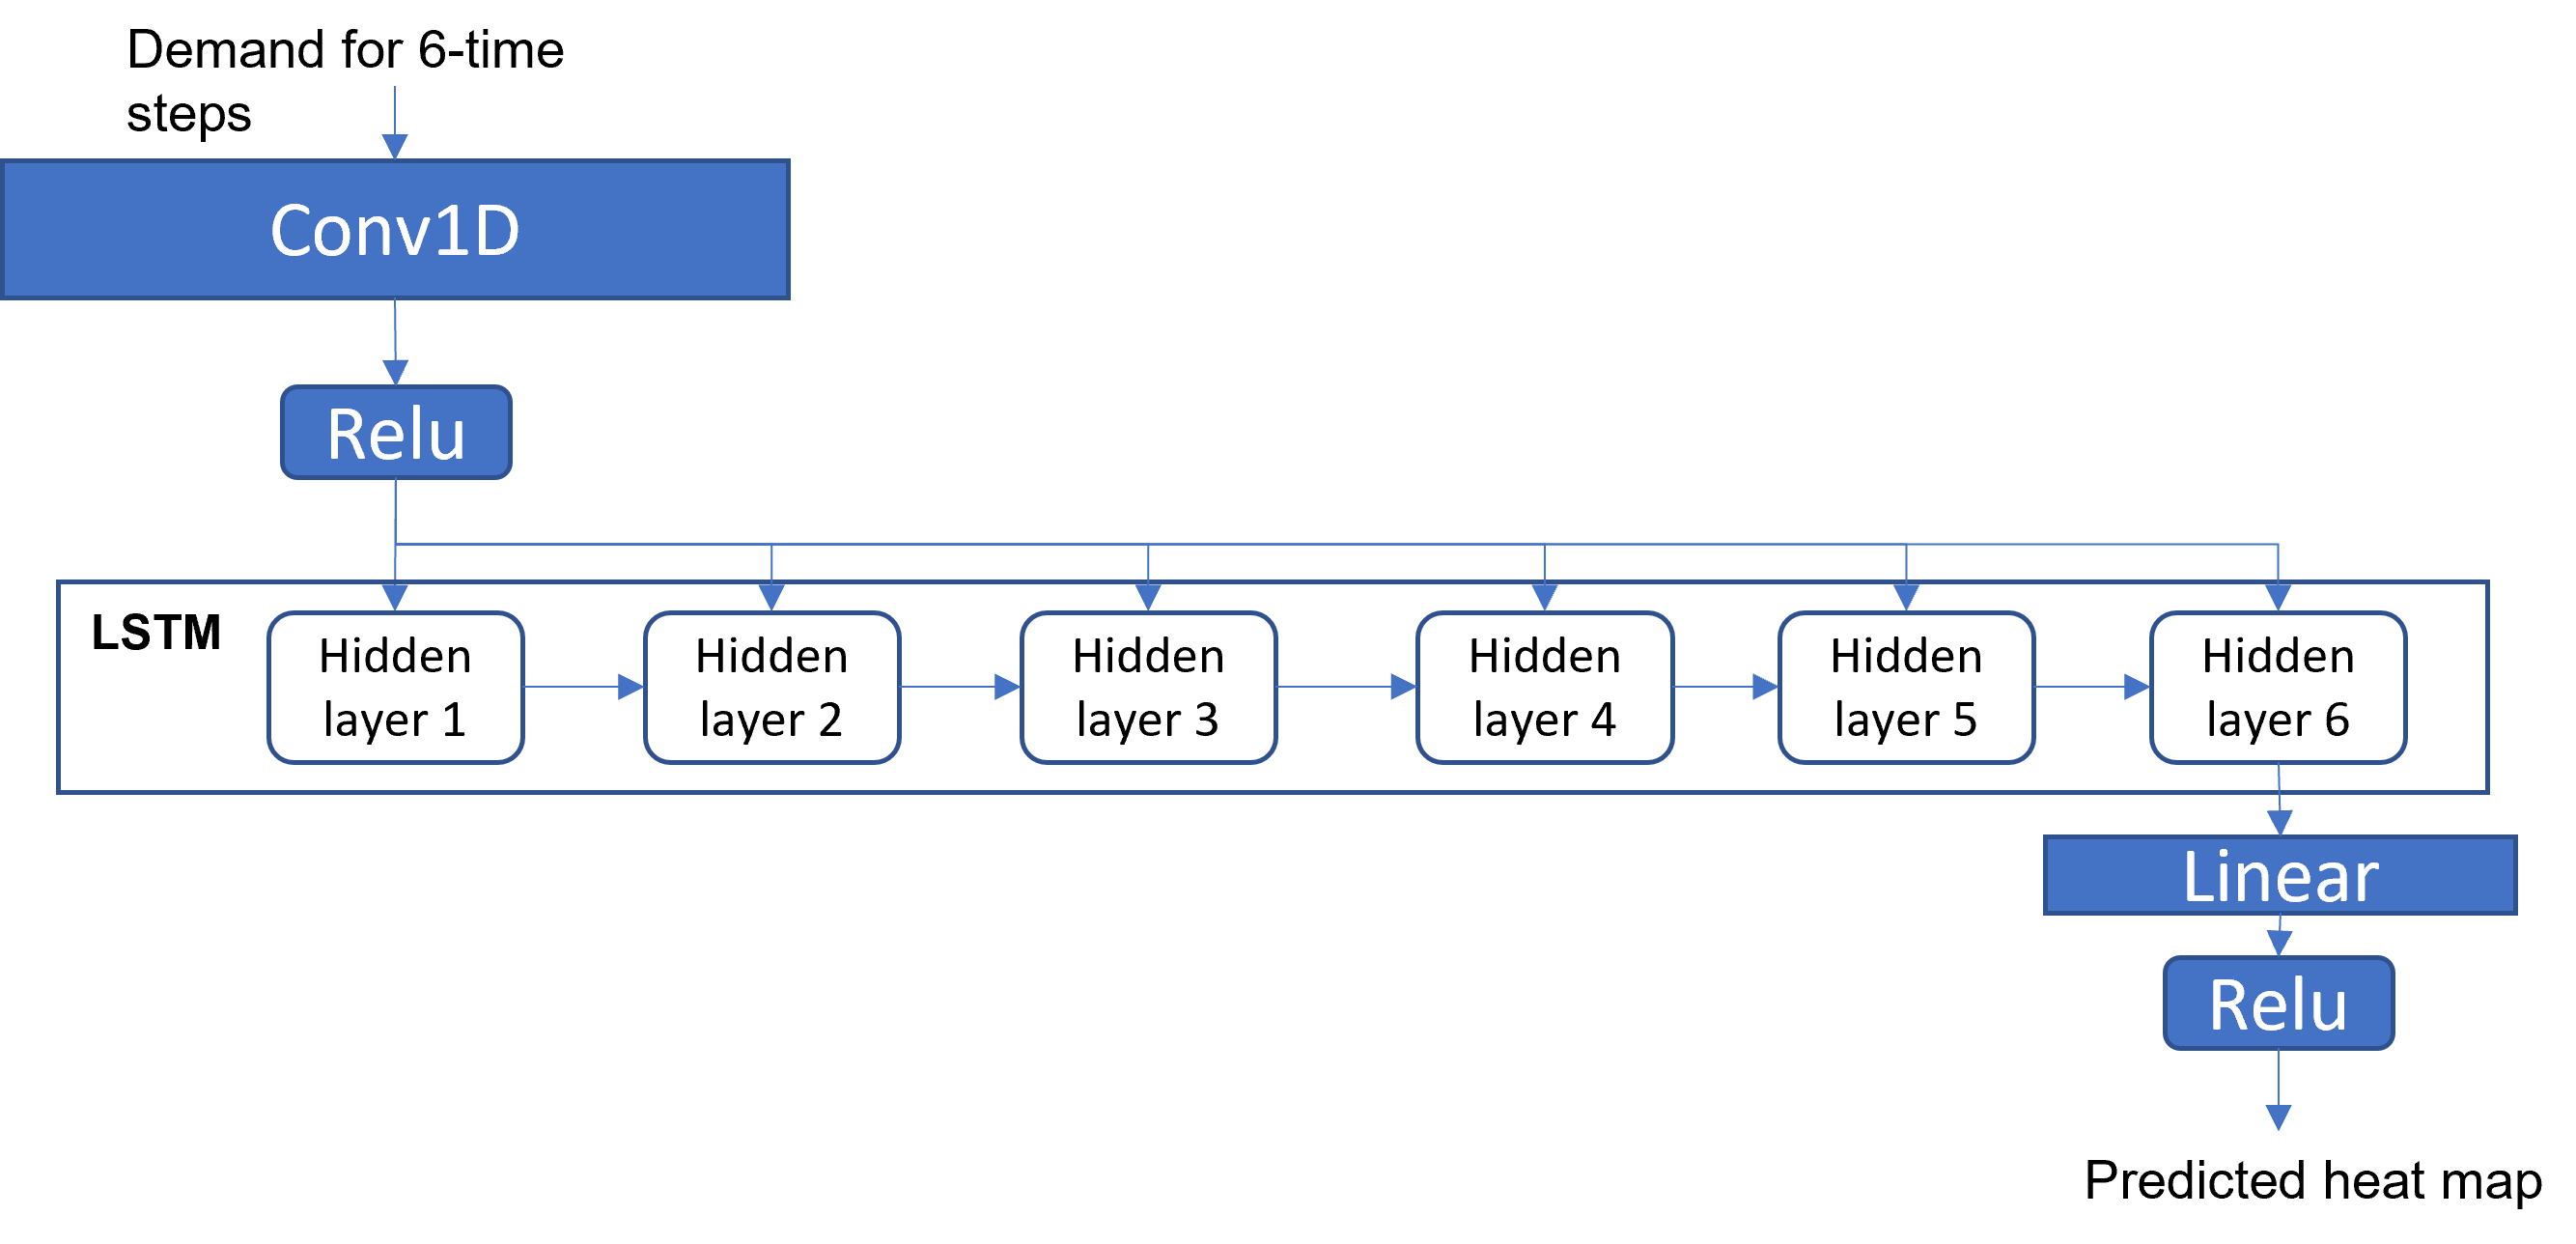 Demand for 6-time
steps
Conv1D
Relu
LSTM
Hidden
layer 1
Hidden
layer 2
Hidden
layer 3
Hidden
layer 4
Hidden
layer 5
Hidden
layer 6
Linear
Relu
Predicted heat map